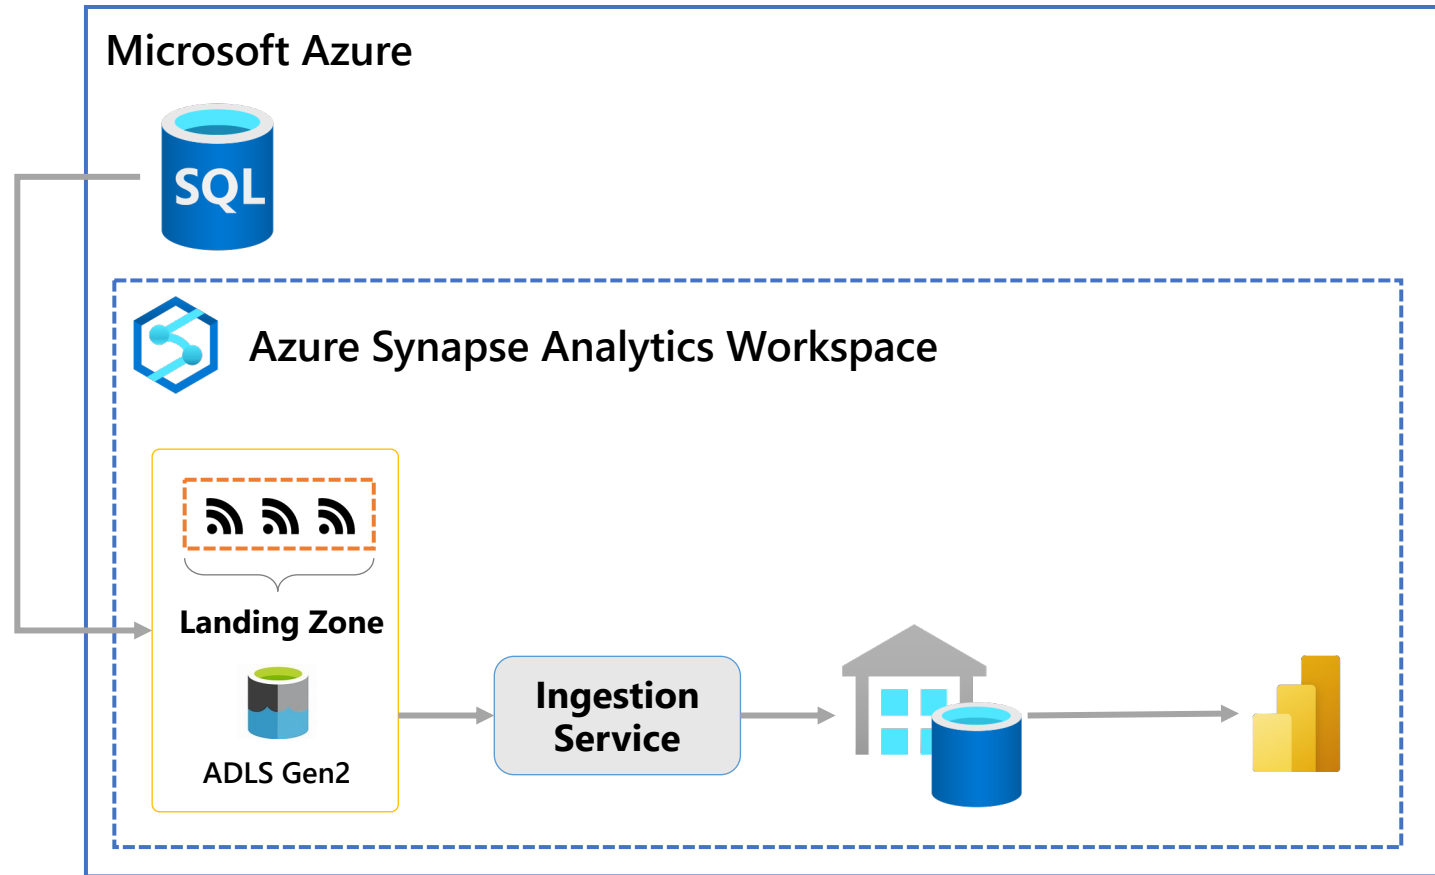 Microsoft Azure
SQL
Azure Synapse Analytics Workspace
Landing Zone
ADLS Gen2
Ingestion
Service